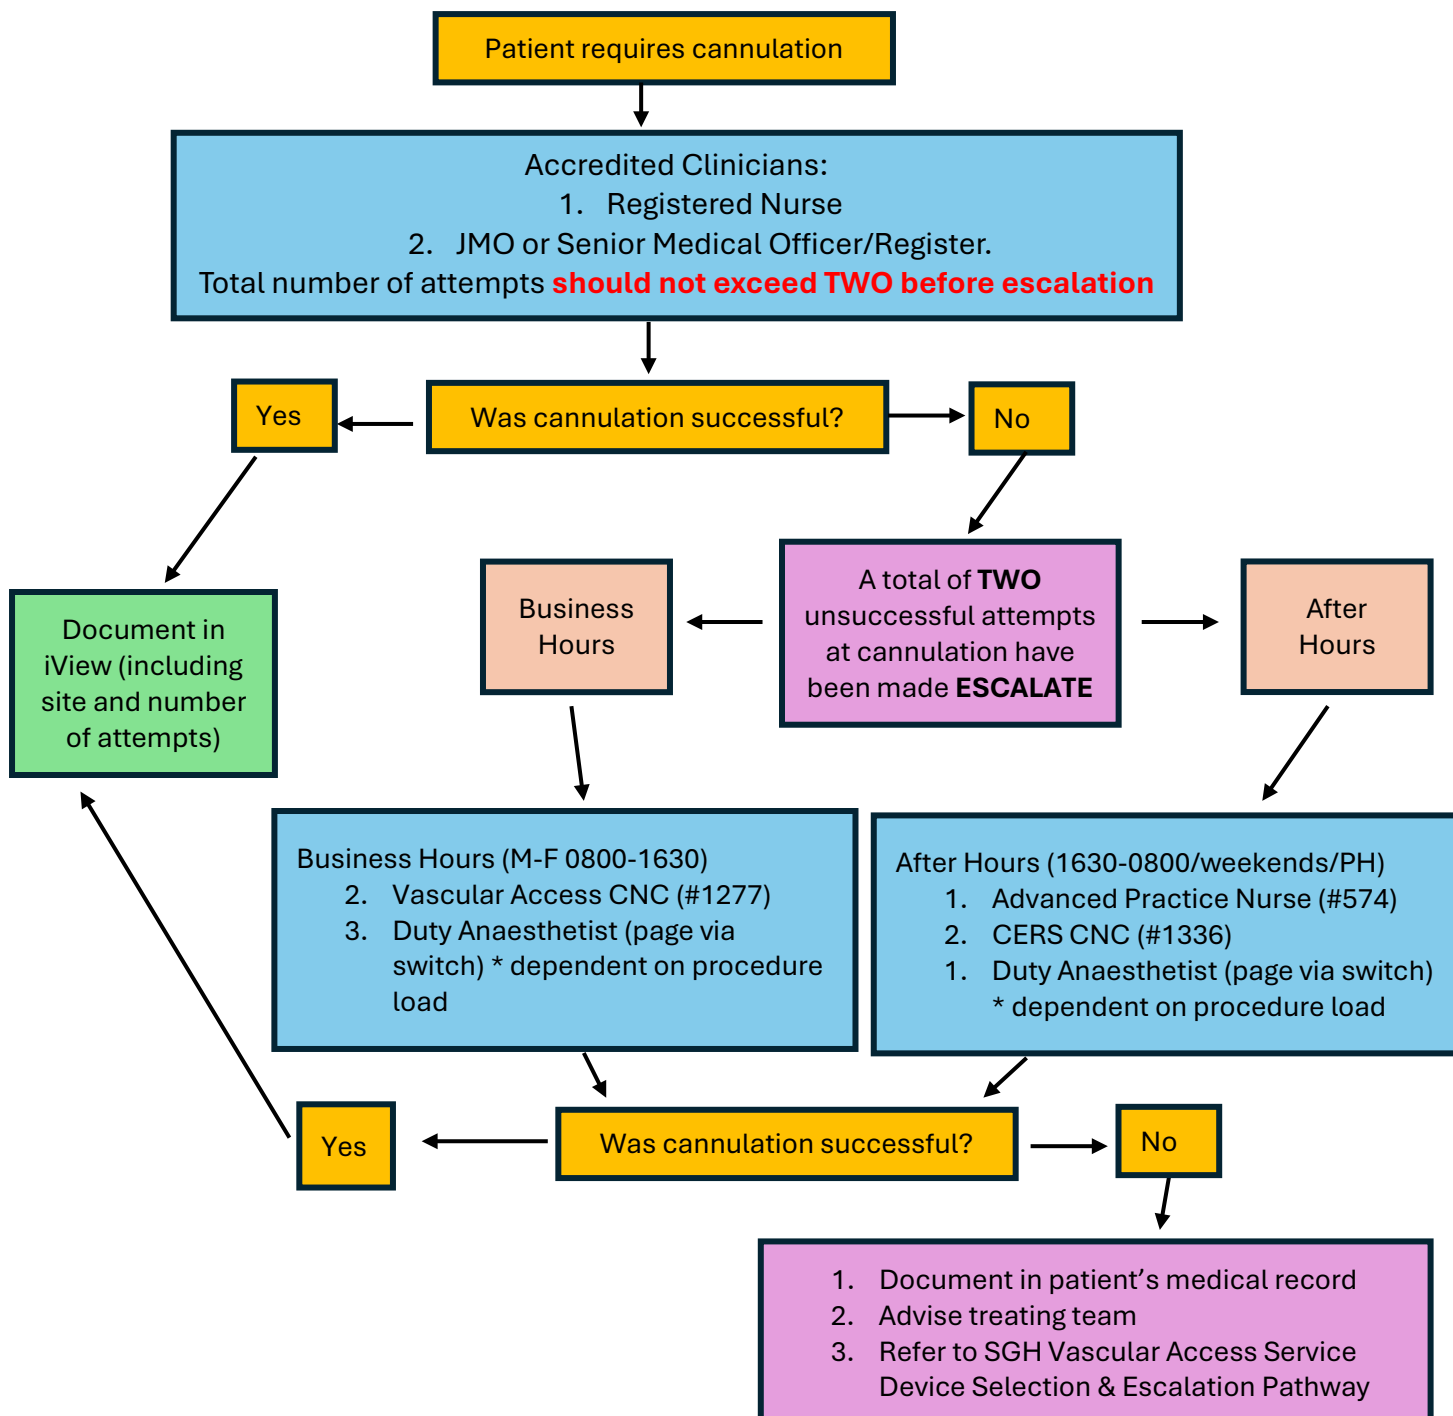 Patient requires cannulation
Accredited Clinicians:
1. Registered Nurse
2. JMO or Senior Medical Officer/Register.
Total number of attempts should not exceed TWO before escalation
Yes
Was cannulation successful?
No
Document in
iView (including
site and number
of attempts)
Business
Hours
A total of TWO
unsuccessful attempts
at cannulation have
been made ESCALATE
After
Hours
Business Hours (M-F 0800-1630)
2. Vascular Access CNC (#1277)
3. Duty Anaesthetist (page via
switch) * dependent on procedure
load
After Hours (1630-0800/weekends/PH)
1. Advanced Practice Nurse (#574)
2. CERS CNC (#1336)
1. Duty Anaesthetist (page via switch)
* dependent on procedure load
Yes
Was cannulation successful?
No
1. Document in patient’s medical record
2. Advise treating team
3. Refer to SGH Vascular Access Service
Device Selection & Escalation Pathway